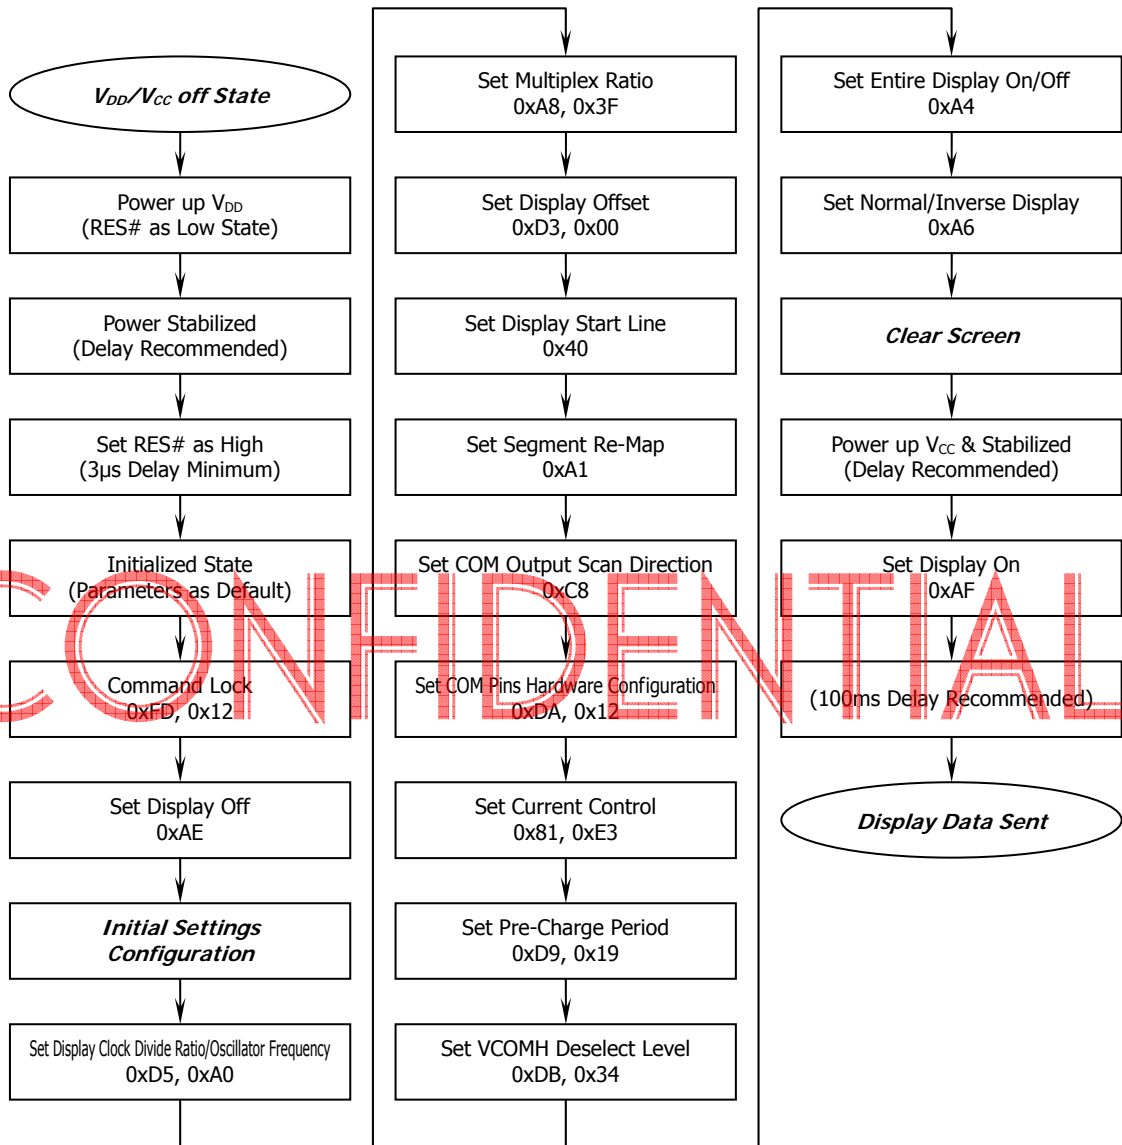 V_DD/V_CC off State
Power up V_DD
(RES# as Low State)
Power Stabilized
(Delay Recommended)
Set RES# as High
(3µs Delay Minimum)
Initialized State
(Parameters as Default)
Command Lock
0xFD, 0x12
Set Display Off
0xAE
Initial Settings
Configuration
Set Display Clock Divide Ratio/Oscillator Frequency
0xD5, 0xA0
Set Multiplex Ratio
0xA8, 0x3F
Set Display Offset
0xD3, 0x00
Set Display Start Line
0x40
Set Segment Re-Map
0xA1
Set COM Output Scan Direction
0xC8
Set COM Pins Hardware Configuration
0xDA, 0x12
Set Current Control
0x81, 0xE3
Set Pre-Charge Period
0xD9, 0x19
Set VCOMH Deselect Level
0xDB, 0x34
Set Entire Display On/Off
0xA4
Set Normal/Inverse Display
0xA6
Clear Screen
Power up V_CC & Stabilized
(Delay Recommended)
Set Display On
0xAF
(100ms Delay Recommended)
Display Data Sent
CONFIDENTIAL